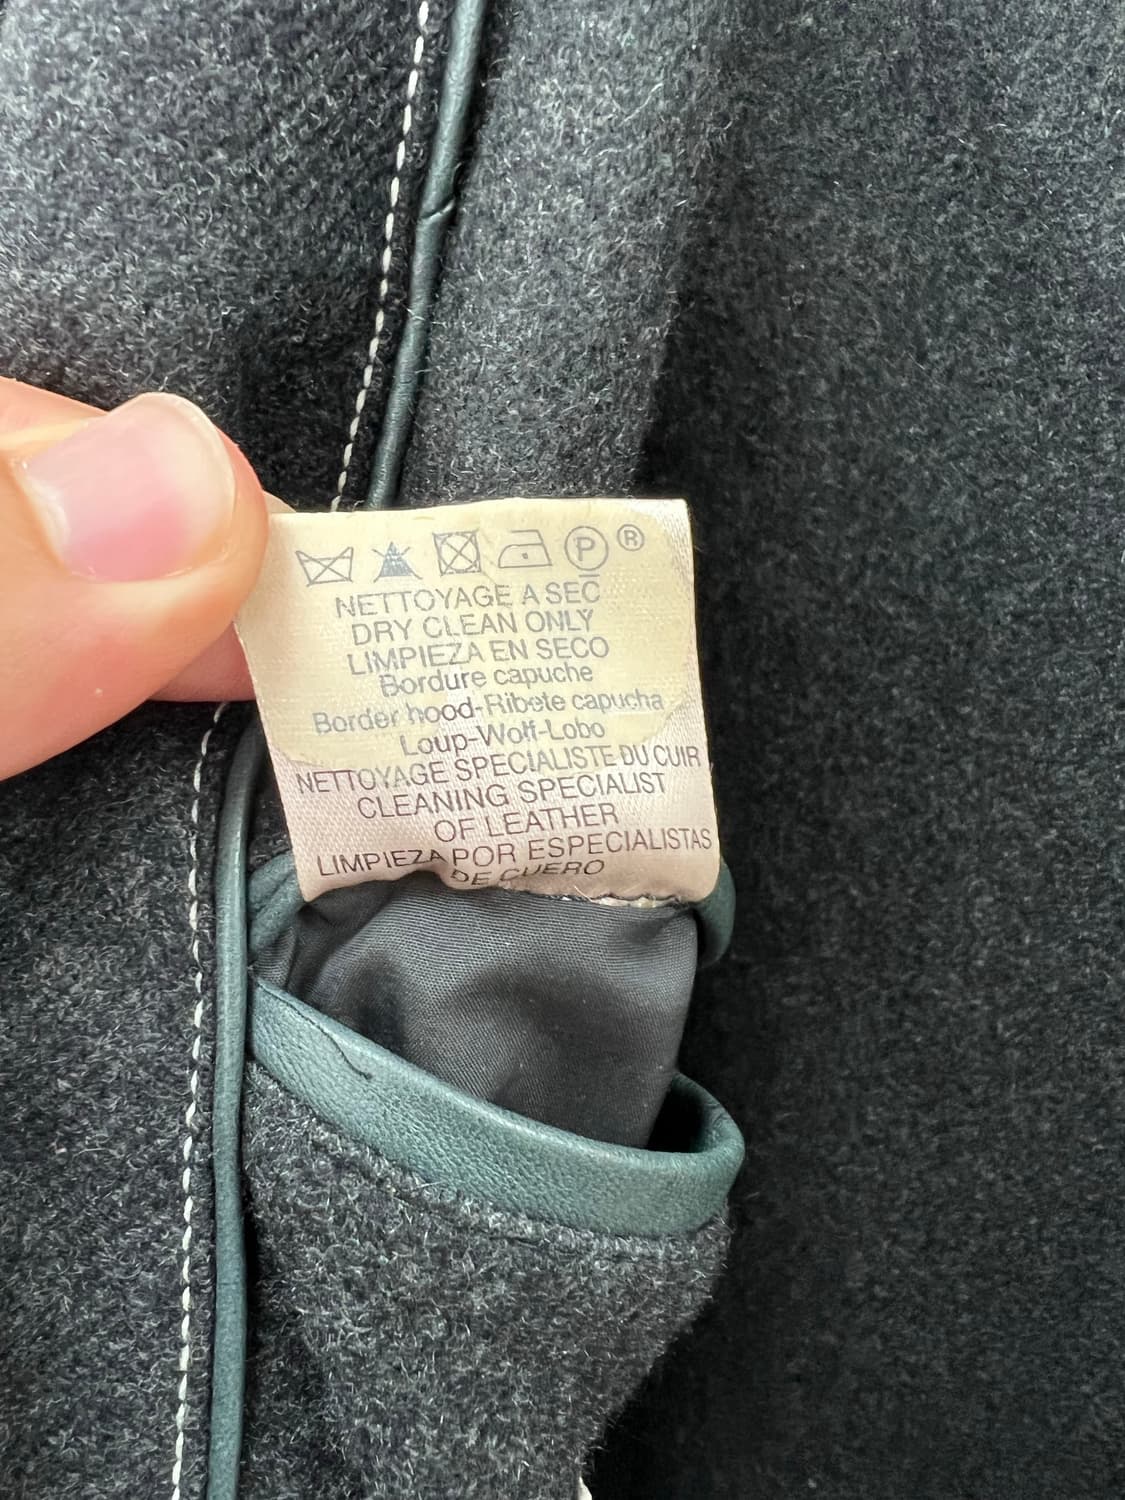 P ®
NETTOYAGE A SEC
DRY CLEAN ONLY
LIMPIEZA EN SECO
Bordure capuche
Border hood-Ribete capucha
Loup-Wolf-Lobo
NETTOYAGE SPECIALISTE DU CUIR
CLEANING SPECIALIST
OF LEATHER
LIMPIEZA POR ESPECIALISTAS
DE CUERO